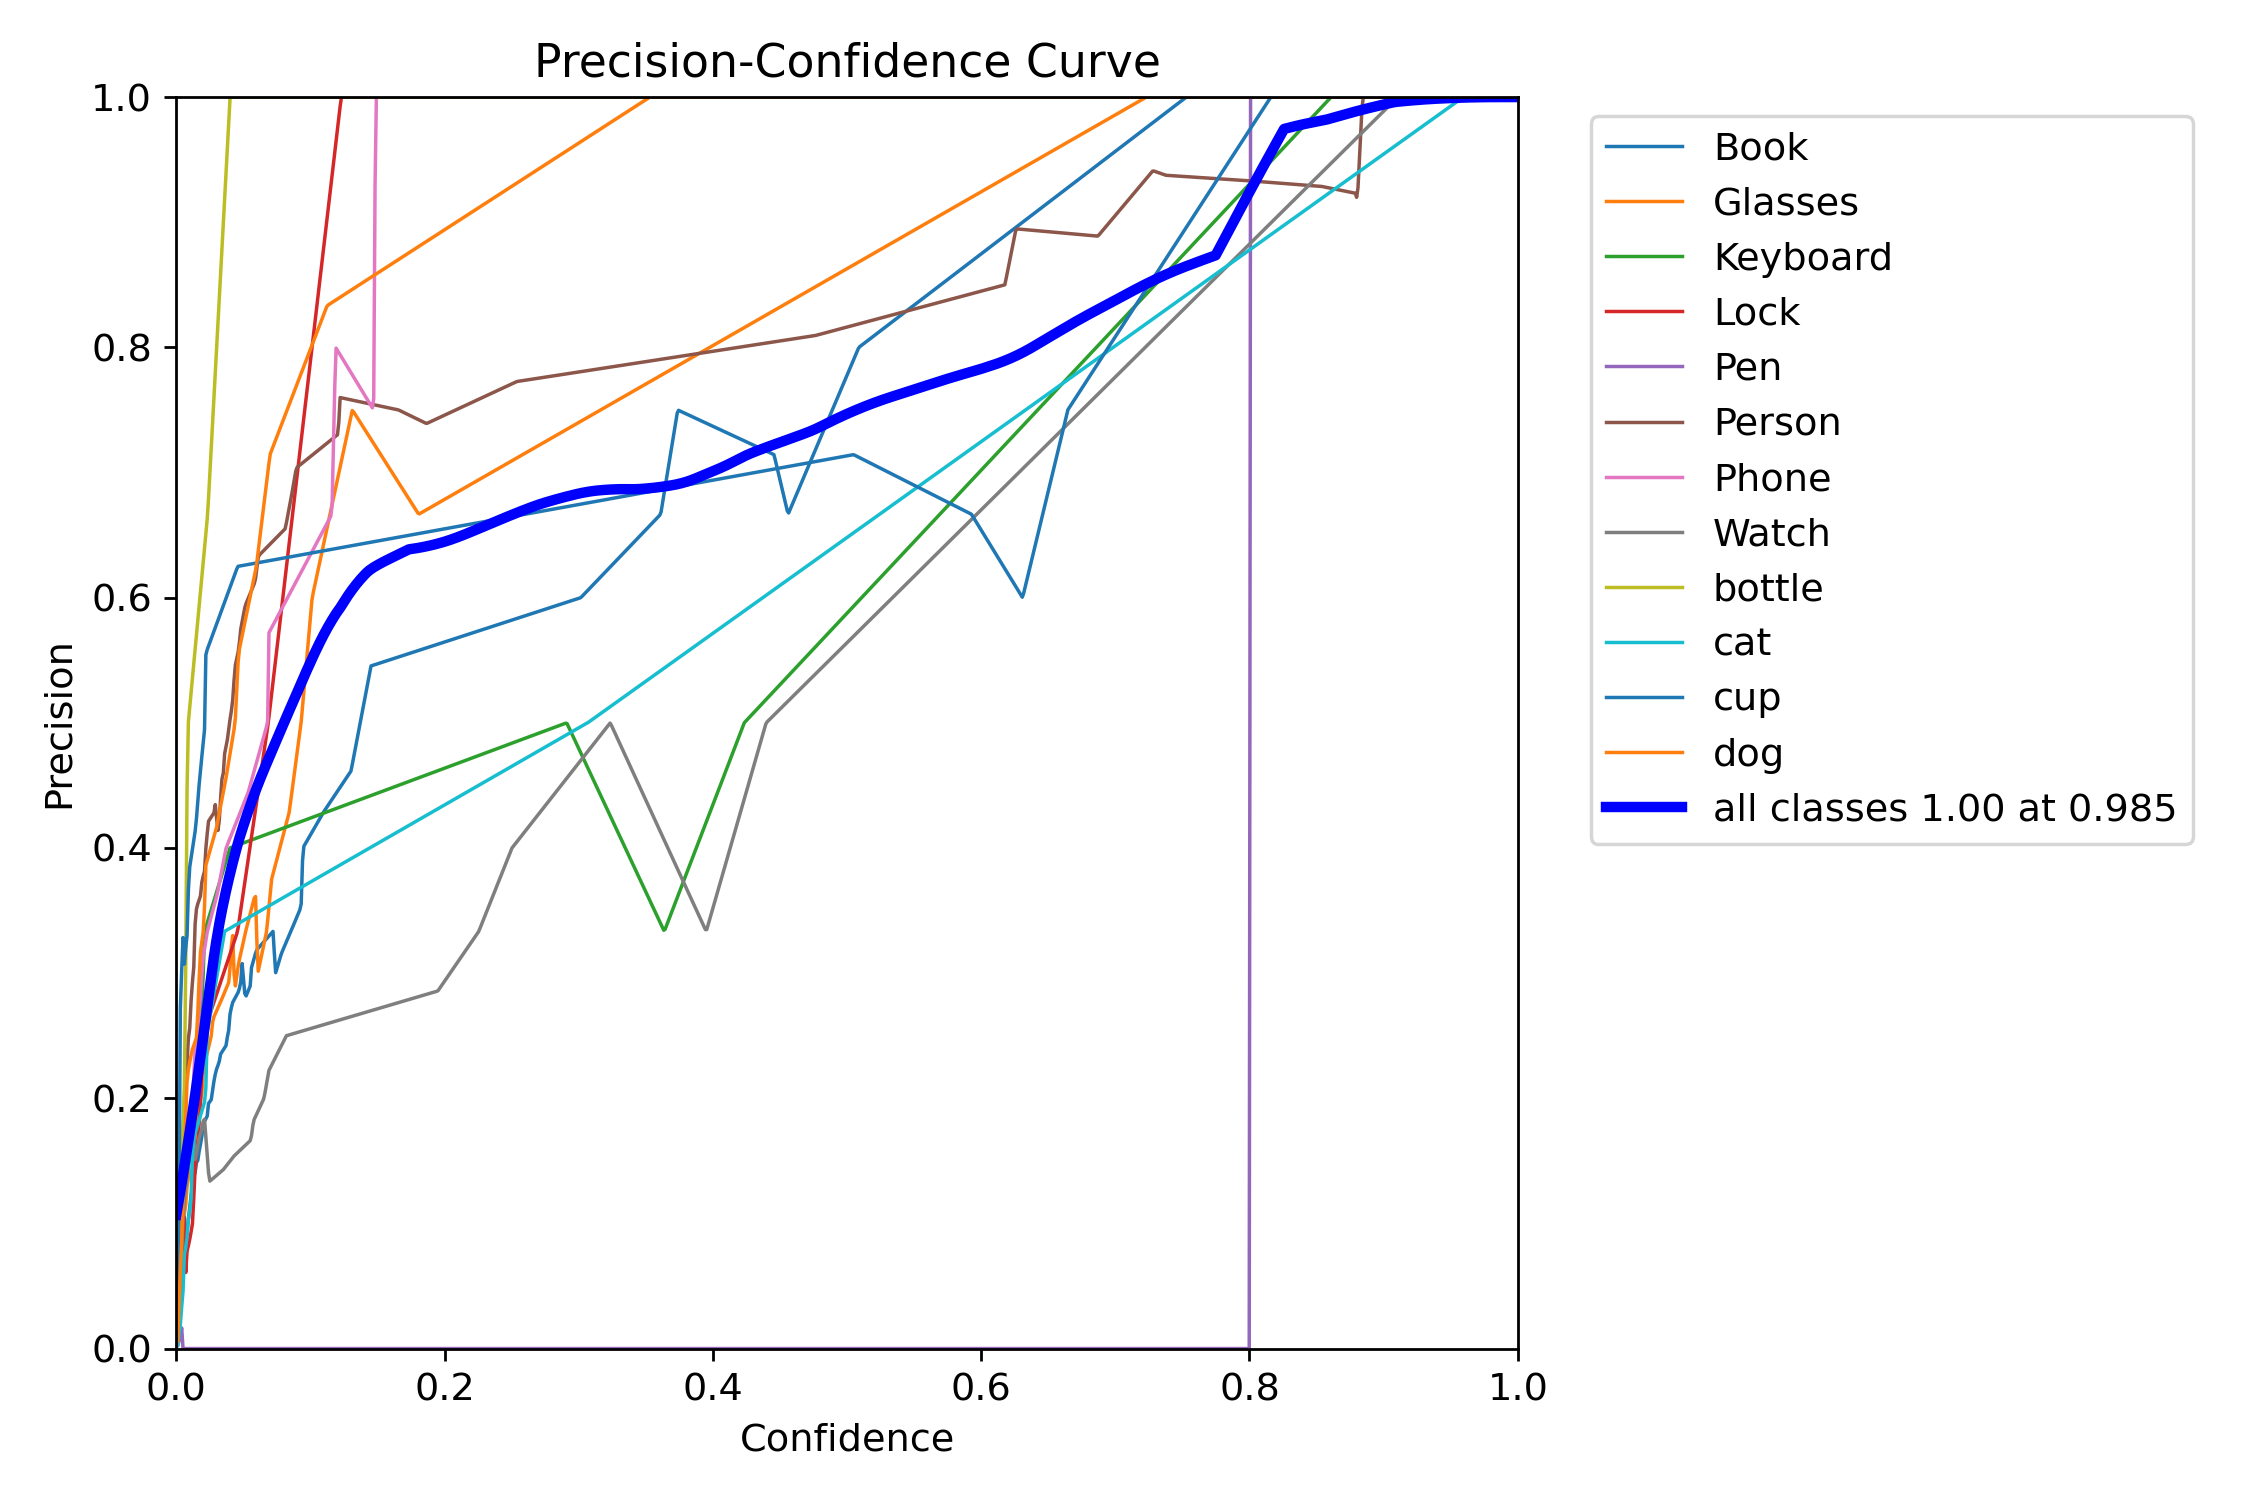 Precision-Confidence Curve
1.0
0.8
0.6
0.4
0.2
0.0
Precision
0.0 0.2 0.4 0.6 0.8 1.0
Confidence
Book
Glasses
Keyboard
Lock
Pen
Person
Phone
Watch
bottle
cat
cup
dog
all classes 1.00 at 0.985